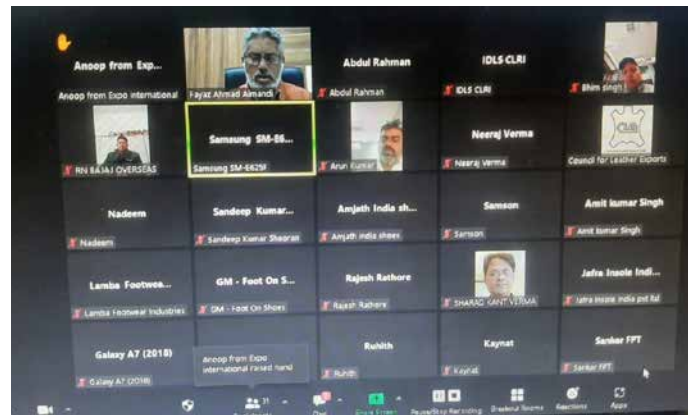 Anoop from Exp...
Anoop from Expo international
Fayaz Ahmad Almandi
Abdul Rahman
Abdul Rahman
IDLS CLRI
IDLS CLRI
Bhim singh
RN BAJAJ OVERSEAS
Samsung SM-E6...
Samsung SM-E625F
Arun Kumar
Neeraj Verma
Neeraj Verma
Council for Leather Exports
Nadeem
Nadeem
Sandeep Kumar...
Sandeep Kumar Sheoran
Amjath India sh...
Amjath india shoes
Samson
Samson
Amit kumar Singh
Amit kumar Singh
Lamba Footwea...
Lamba Footwear Industries
GM - Foot On S...
GM - Foot On Shoes
Rajesh Rathore
Rajesh Rathore
SHARAD KANT VERMA
Jafra Insole Indi...
Jafra Insole India pvt ltd
Galaxy A7 (2018)
Galaxy A7 (2018)
Anoop from Expo
international raised hand
Ruhith
Ruhith
Kaynat
Kaynat
Sankar FPT
Sankar FPT
31
Chat
Share Screen
Pause/Stop Recording
Breakout Rooms
Reactions
Apps